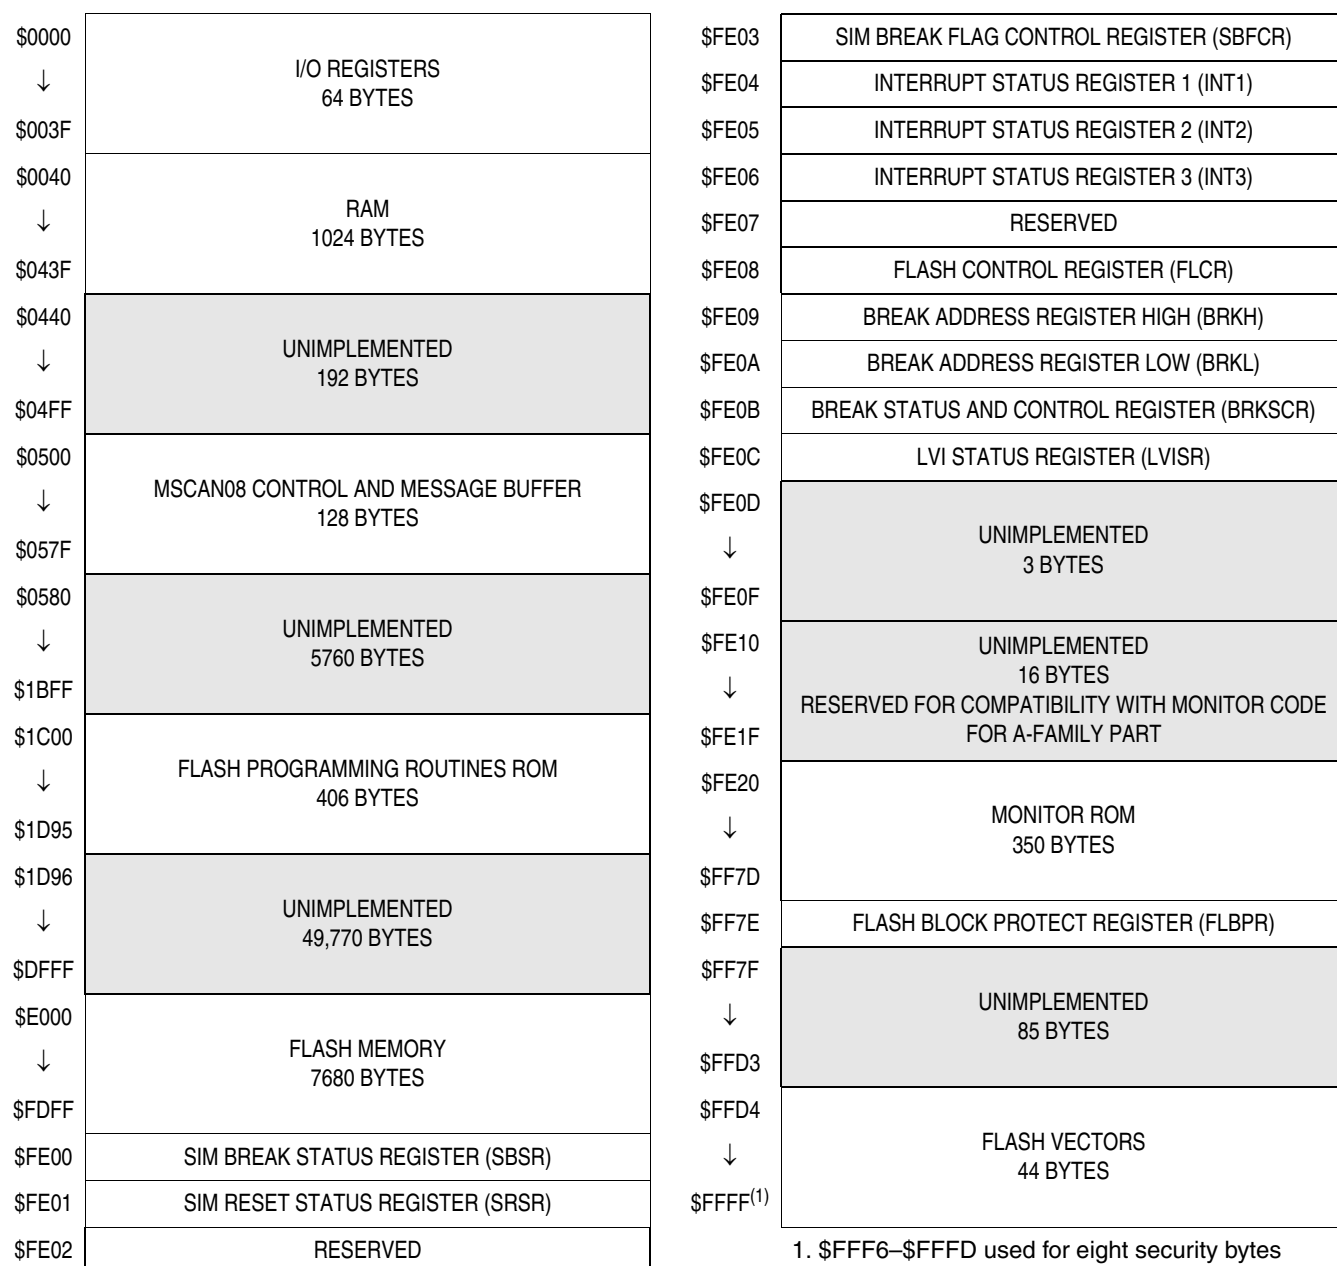 $0000
↓
$003F
I/O REGISTERS
64 BYTES
$0040
↓
$043F
RAM
1024 BYTES
$0440
↓
$04FF
UNIMPLEMENTED
192 BYTES
$0500
↓
$057F
MSCAN08 CONTROL AND MESSAGE BUFFER
128 BYTES
$0580
↓
$1BFF
UNIMPLEMENTED
5760 BYTES
$1C00
↓
$1D95
FLASH PROGRAMMING ROUTINES ROM
406 BYTES
$1D96
↓
$DFFF
UNIMPLEMENTED
49,770 BYTES
$E000
↓
$FDFF
FLASH MEMORY
7680 BYTES
$FE00 SIM BREAK STATUS REGISTER (SBSR)
$FE01 SIM RESET STATUS REGISTER (SRSR)
$FE02 RESERVED
$FE03 SIM BREAK FLAG CONTROL REGISTER (SBFCR)
$FE04 INTERRUPT STATUS REGISTER 1 (INT1)
$FE05 INTERRUPT STATUS REGISTER 2 (INT2)
$FE06 INTERRUPT STATUS REGISTER 3 (INT3)
$FE07 RESERVED
$FE08 FLASH CONTROL REGISTER (FLCR)
$FE09 BREAK ADDRESS REGISTER HIGH (BRKH)
$FE0A BREAK ADDRESS REGISTER LOW (BRKL)
$FE0B BREAK STATUS AND CONTROL REGISTER (BRKSCR)
$FE0C LVI STATUS REGISTER (LVISR)
$FE0D
↓
$FE0F
UNIMPLEMENTED
3 BYTES
$FE10
↓
$FE1F
UNIMPLEMENTED
16 BYTES
RESERVED FOR COMPATIBILITY WITH MONITOR CODE
FOR A-FAMILY PART
$FE20
↓
$FF7D
MONITOR ROM
350 BYTES
$FF7E FLASH BLOCK PROTECT REGISTER (FLBPR)
$FF7F
↓
$FFD3
UNIMPLEMENTED
85 BYTES
$FFD4
↓
$FFFF(1)
FLASH VECTORS
44 BYTES
1. $FFF6–$FFFD used for eight security bytes